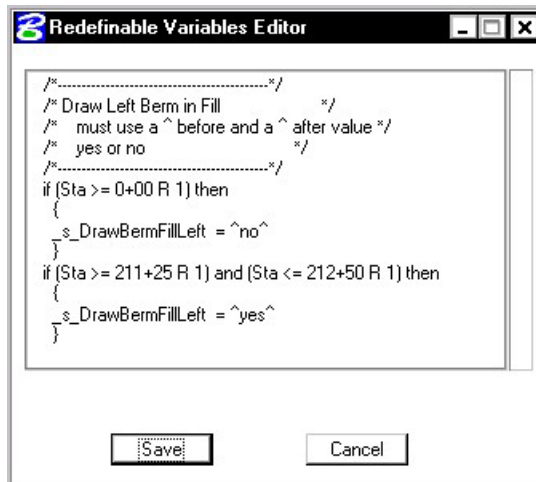 Redefinable Variables Editor
/*-----------------------------------------*/
/* Draw Left Berm in Fill */
/* must use a ^ before and a ^ after value */
/* yes or no */
/*-----------------------------------------*/
if (Sta >= 0+00 R 1) then
{
_s_DrawBermFillLeft = ^no^
}
if (Sta >= 211+25 R 1) and (Sta <= 212+50 R 1) then
{
_s_DrawBermFillLeft = ^yes^
}
Save Cancel